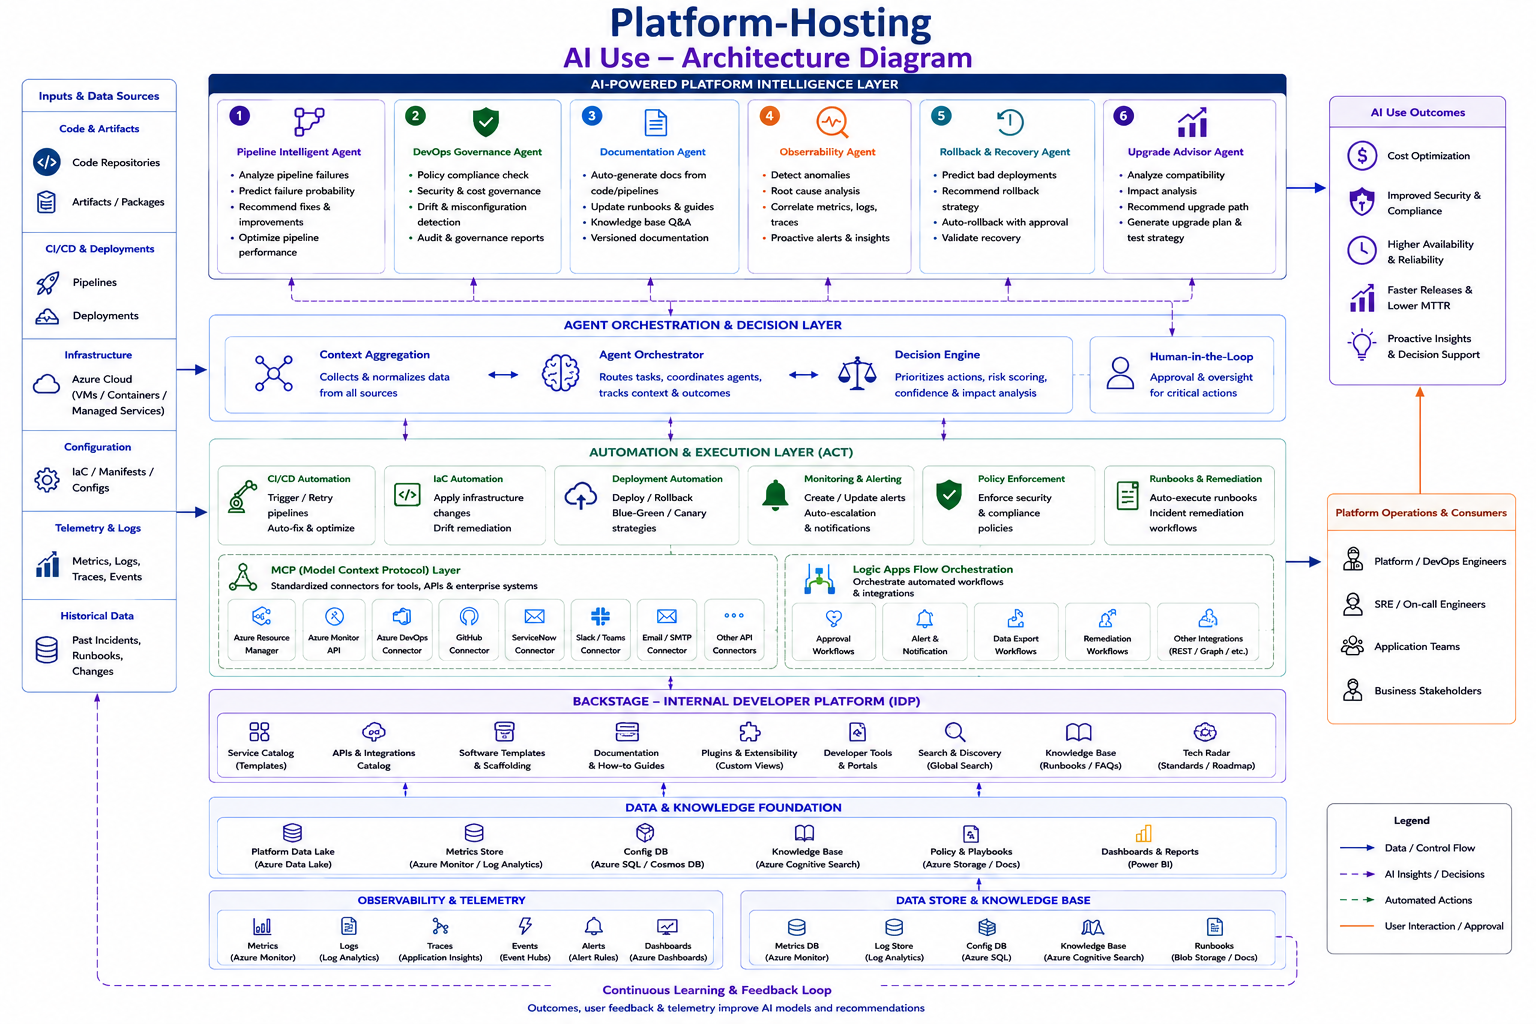 Platform-Hosting
AI Use – Architecture Diagram
Inputs & Data Sources
Code & Artifacts
Code Repositories
Artifacts / Packages
CI/CD & Deployments
Pipelines
Deployments
Infrastructure
Azure Cloud
(VMs / Containers /
Managed Services)
Configuration
IaC / Manifests /
Configs
Telemetry & Logs
Metrics, Logs,
Traces, Events
Historical Data
Past Incidents,
Runbooks,
Changes
AI-POWERED PLATFORM INTELLIGENCE LAYER
1
Pipeline Intelligent Agent
• Analyze pipeline failures
• Predict failure probability
• Recommend fixes &
improvements
• Optimize pipeline
performance
2
DevOps Governance Agent
• Policy compliance check
• Security & cost governance
• Drift & misconfiguration
detection
• Audit & governance reports
3
Documentation Agent
• Auto-generate docs from
code/pipelines
• Update runbooks & guides
• Knowledge base Q&A
• Versioned documentation
4
Obserrability Agent
• Detect anomalies
• Root cause analysis
• Correlate metrics, logs,
traces
• Proactive alerts & insights
5
Rollback & Recovery Agent
• Predict bad deployments
• Recommend rollback
strategy
• Auto-rollback with approval
• Validate recovery
6
Upgrade Advisor Agent
• Analyze compatibility
• Impact analysis
• Recommend upgrade path
• Generate upgrade plan &
test strategy
AGENT ORCHESTRATION & DECISION LAYER
Context Aggregation
Collects & normalizes data
from all sources
Agent Orchestrator
Routes tasks, coordinates agents,
tracks context & outcomes
Decision Engine
Prioritizes actions, risk scoring,
confidence & impact analysis
Human-in-the-Loop
Approval & oversight
for critical actions
AUTOMATION & EXECUTION LAYER (ACT)
CI/CD Automation
Trigger / Retry
pipelines
Auto-fix & optimize
IaC Automation
Apply infrastructure
changes
Drift remediation
Deployment Automation
Deploy / Rollback
Blue-Green / Canary
strategies
Monitoring & Alerting
Create / Update alerts
Auto-escalation
& notifications
Policy Enforcement
Enforce security
& compliance
policies
Runbooks & Remediation
Auto-execute runbooks
Incident remediation
workflows
MCP (Model Context Protocol) Layer
Standardized connectors for tools, APIs & enterprise systems
Azure Resource
Manager
Azure Monitor
API
Azure DevOps
Connector
GitHub
Connector
ServiceNow
Connector
Slack / Teams
Connector
Email / SMTP
Connector
Other API
Connectors
Logic Apps Flow Orchestration
Orchestrate automated workflows
& integrations
Approval
Workflows
Alert &
Notification
Data Export
Workflows
Remediation
Workflows
Other Integrations
(REST / Graph / etc.)
BACKSTAGE – INTERNAL DEVELOPER PLATFORM (IDP)
Service Catalog
(Templates)
APIs & Integrations
Catalog
Software Templates
& Scaffolding
Documentation
& How-to Guides
Plugins & Extensibility
(Custom Views)
Developer Tools
& Portals
Search & Discovery
(Global Search)
Knowledge Base
(Runbooks / FAQs)
Tech Radar
(Standards / Roadmap)
DATA & KNOWLEDGE FOUNDATION
Platform Data Lake
(Azure Data Lake)
Metrics Store
(Azure Monitor / Log Analytics)
Config DB
(Azure SQL / Cosmos DB)
Knowledge Base
(Azure Cognitive Search)
Policy & Playbooks
(Azure Storage / Docs)
Dashboards & Reports
(Power BI)
OBSERVABILITY & TELEMETRY
Metrics
(Azure Monitor)
Logs
(Log Analytics)
Traces
(Application Insights)
Events
(Event Hubs)
Alerts
(Alert Rules)
Dashboards
(Azure Dashboards)
DATA STORE & KNOWLEDGE BASE
Metrics DB
(Azure Monitor)
Log Store
(Log Analytics)
Config DB
(Azure SQL)
Knowledge Base
(Azure Cognitive Search)
Runbooks
(Blob Storage / Docs)
Continuous Learning & Feedback Loop
Outcomes, user feedback & telemetry improve AI models and recommendations
AI Use Outcomes
$
Cost Optimization
Improved Security &
Compliance
Higher Availability
& Reliability
Faster Releases &
Lower MTTR
Proactive Insights
& Decision Support
Platform Operations & Consumers
Platform / DevOps Engineers
SRE / On-call Engineers
Application Teams
Business Stakeholders
Legend
Data / Control Flow
AI Insights / Decisions
Automated Actions
User Interaction / Approval